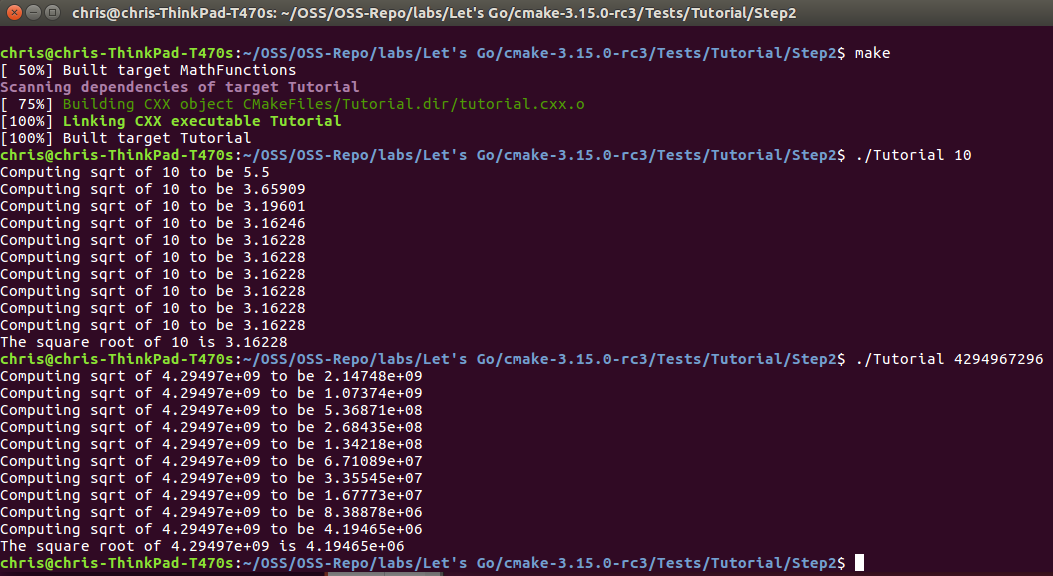 chris@chris-ThinkPad-T470s: ~/OSS/OSS-Repo/labs/Let's Go/cmake-3.15.0-rc3/Tests/Tutorial/Step2
chris@chris-ThinkPad-T470s:~/OSS/OSS-Repo/labs/Let's Go/cmake-3.15.0-rc3/Tests/Tutorial/Step2$ make
[ 50%] Built target MathFunctions
Scanning dependencies of target Tutorial
[ 75%] Building CXX object CMakeFiles/Tutorial.dir/tutorial.cxx.o
[100%] Linking CXX executable Tutorial
[100%] Built target Tutorial
chris@chris-ThinkPad-T470s:~/OSS/OSS-Repo/labs/Let's Go/cmake-3.15.0-rc3/Tests/Tutorial/Step2$ ./Tutorial 10
Computing sqrt of 10 to be 5.5
Computing sqrt of 10 to be 3.65909
Computing sqrt of 10 to be 3.19601
Computing sqrt of 10 to be 3.16246
Computing sqrt of 10 to be 3.16228
Computing sqrt of 10 to be 3.16228
Computing sqrt of 10 to be 3.16228
Computing sqrt of 10 to be 3.16228
Computing sqrt of 10 to be 3.16228
Computing sqrt of 10 to be 3.16228
The square root of 10 is 3.16228
chris@chris-ThinkPad-T470s:~/OSS/OSS-Repo/labs/Let's Go/cmake-3.15.0-rc3/Tests/Tutorial/Step2$ ./Tutorial 4294967296
Computing sqrt of 4.29497e+09 to be 2.14748e+09
Computing sqrt of 4.29497e+09 to be 1.07374e+09
Computing sqrt of 4.29497e+09 to be 5.36871e+08
Computing sqrt of 4.29497e+09 to be 2.68435e+08
Computing sqrt of 4.29497e+09 to be 1.34218e+08
Computing sqrt of 4.29497e+09 to be 6.71089e+07
Computing sqrt of 4.29497e+09 to be 3.35545e+07
Computing sqrt of 4.29497e+09 to be 1.67773e+07
Computing sqrt of 4.29497e+09 to be 8.38878e+06
Computing sqrt of 4.29497e+09 to be 4.19465e+06
The square root of 4.29497e+09 is 4.19465e+06
chris@chris-ThinkPad-T470s:~/OSS/OSS-Repo/labs/Let's Go/cmake-3.15.0-rc3/Tests/Tutorial/Step2$